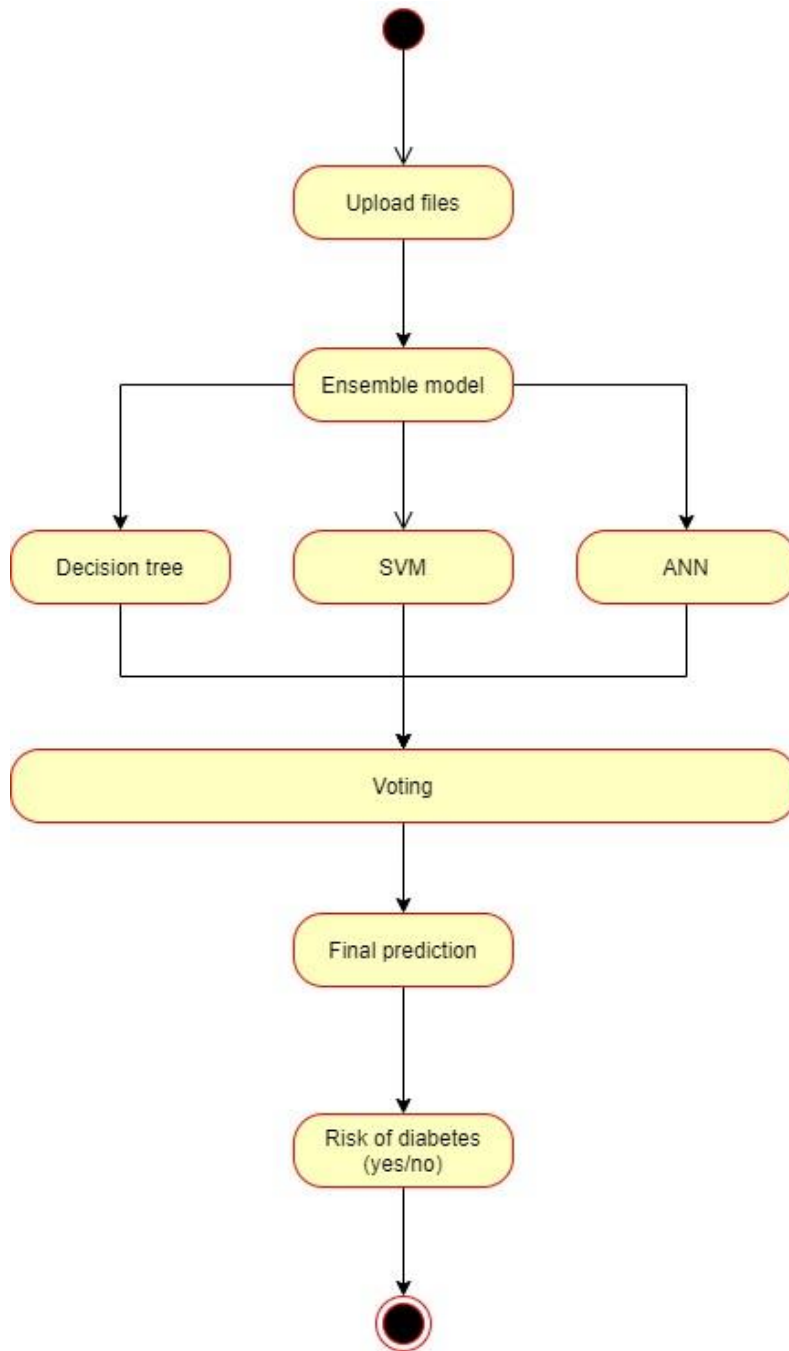 Upload files
Ensemble model
Decision tree
SVM
ANN
Voting
Final prediction
Risk of diabetes
(yes/no)